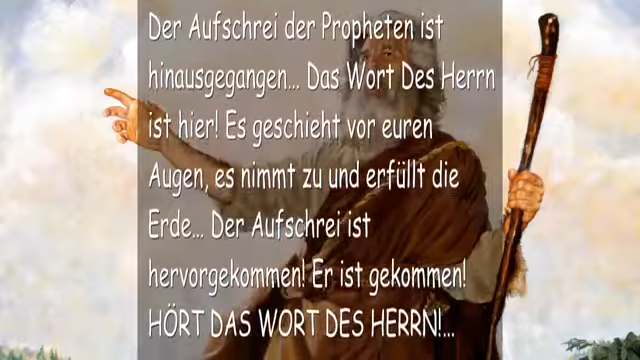 Der Aufschrei der Propheten ist
hinausgegangen... Das Wort Des Herrn
ist hier! Es geschieht vor euren
Augen, es nimmt zu und erfüllt die
Erde... Der Aufschrei ist
hervorgekommen! Er ist gekommen!
HÖRT DAS WORT DES HERRN!...